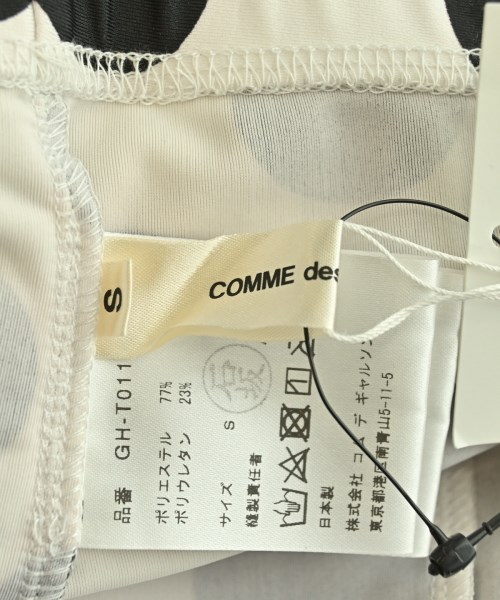 COMME des
S
品番 GH-T011
ポリエステル 77%
ポリウレタン 23%
サイズ S
縫製責任者
日本製
株式会社 コム デ ギャルソン
東京都港区南青山5-11-5